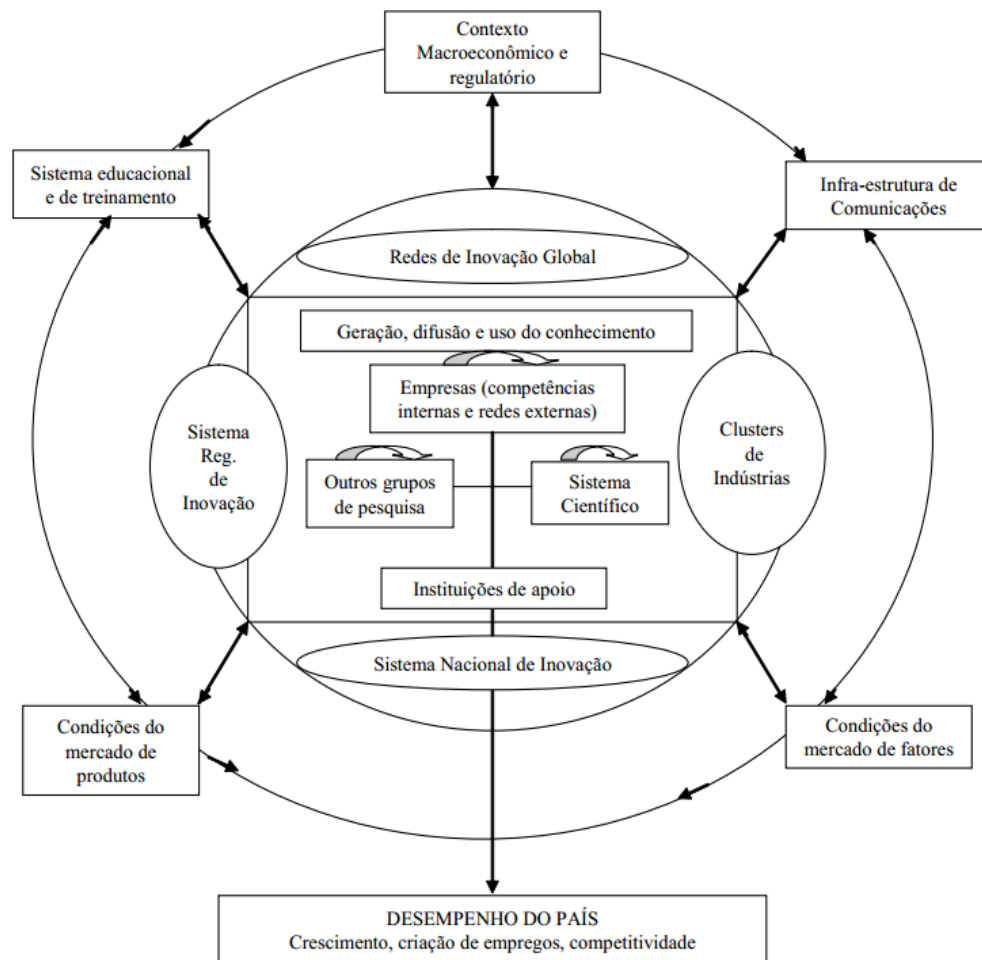 Contexto
Macroeconômico e
regulatório
Sistema educacional
e de treinamento
Infra-estrutura de
Comunicações
Redes de Inovação Global
Geração, difusão e uso do conhecimento
Empresas (competências
internas e redes externas)
Sistema
Reg.
de
Inovação
Clusters
de
Indústrias
Outros grupos
de pesquisa
Sistema
Científico
Instituições de apoio
Sistema Nacional de Inovação
Condições do
mercado de
produtos
Condições do
mercado de fatores
DESEMPENHO DO PAÍS
Crescimento, criação de empregos, competitividade